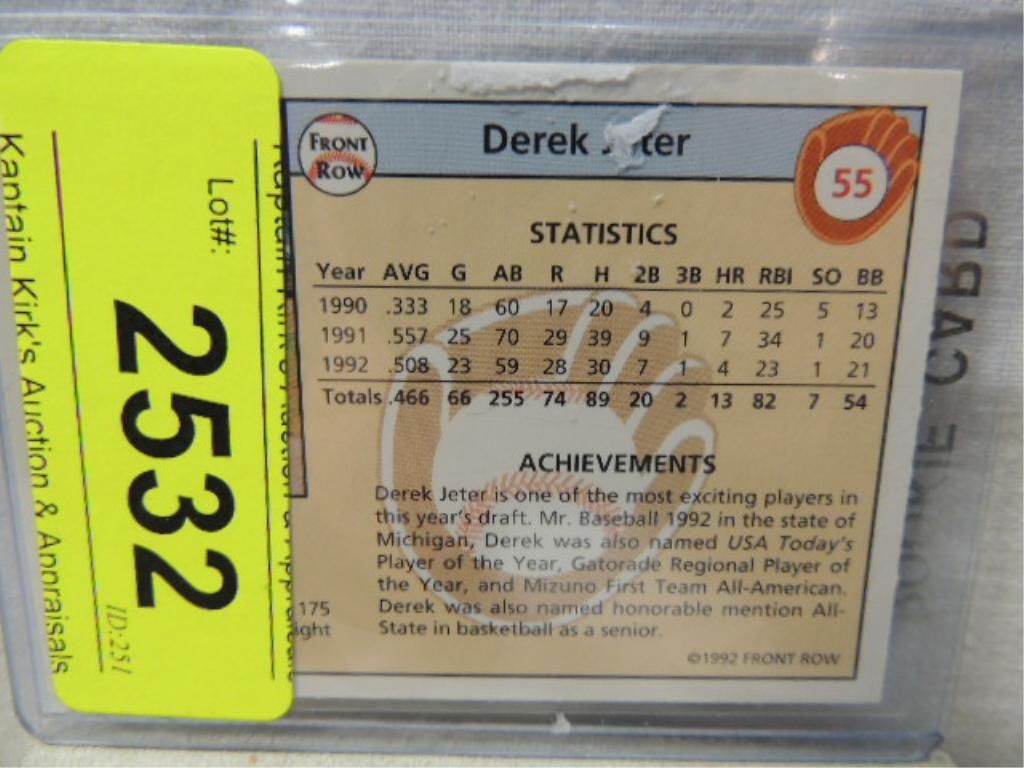 Kaptain Kirk's Auction & Appraisals
Lot#:
2532
ID:251
FRONT
ROW
Derek ter
55
STATISTICS
Year AVG G AB R H 2B 3B HR RBI SO BB
1990 .333 18 60 17 20 4 0 2 25 5 13
1991 .557 25 70 29 39 9 1 7 34 1 20
1992 .508 23 59 28 30 7 1 4 23 1 21
Totals .466 66 255 74 89 20 2 13 82 7 54
ACHIEVEMENTS
Derek Jeter is one of the most exciting players in
this year's draft. Mr. Baseball 1992 in the state of
Michigan, Derek was also named USA Today's
Player of the Year, Gatorade Regional Player of
the Year, and Mizuno First Team All-American.
Derek was also named honorable mention All-
State in basketball as a senior.
175
ight
©1992 FRONT ROW
ROOKIE CARD